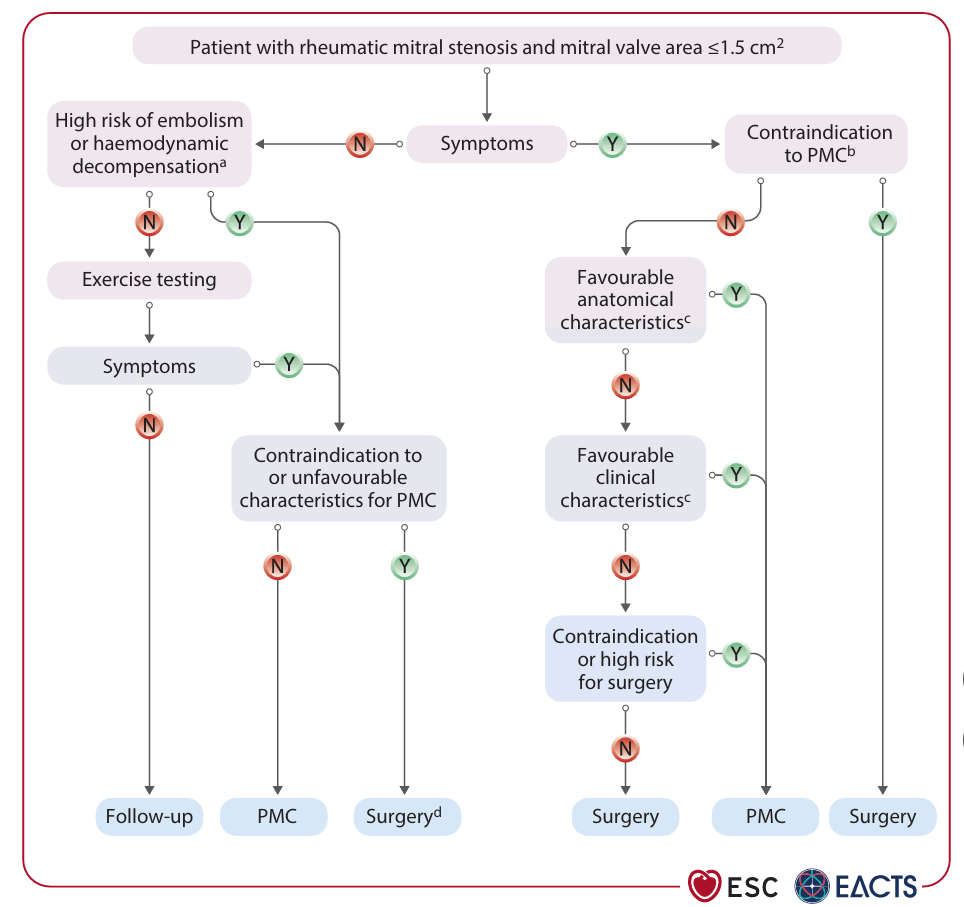 Patient with rheumatic mitral stenosis and mitral valve area ≤1.5 cm²
High risk of embolism
or haemodynamic
decompensationᵃ
N
Symptoms
Y
Contraindication
to PMCᵇ
N
Y
N
Y
Exercise testing
Favourable
anatomical
characteristicsᶜ
Y
Symptoms
Y
N
N
Contraindication to
or unfavourable
characteristics for PMC
Favourable
clinical
characteristicsᶜ
Y
N
Y
N
Contraindication
or high risk
for surgery
Y
N
Follow-up
PMC
Surgeryᵈ
Surgery
PMC
Surgery
ESC
EACTS